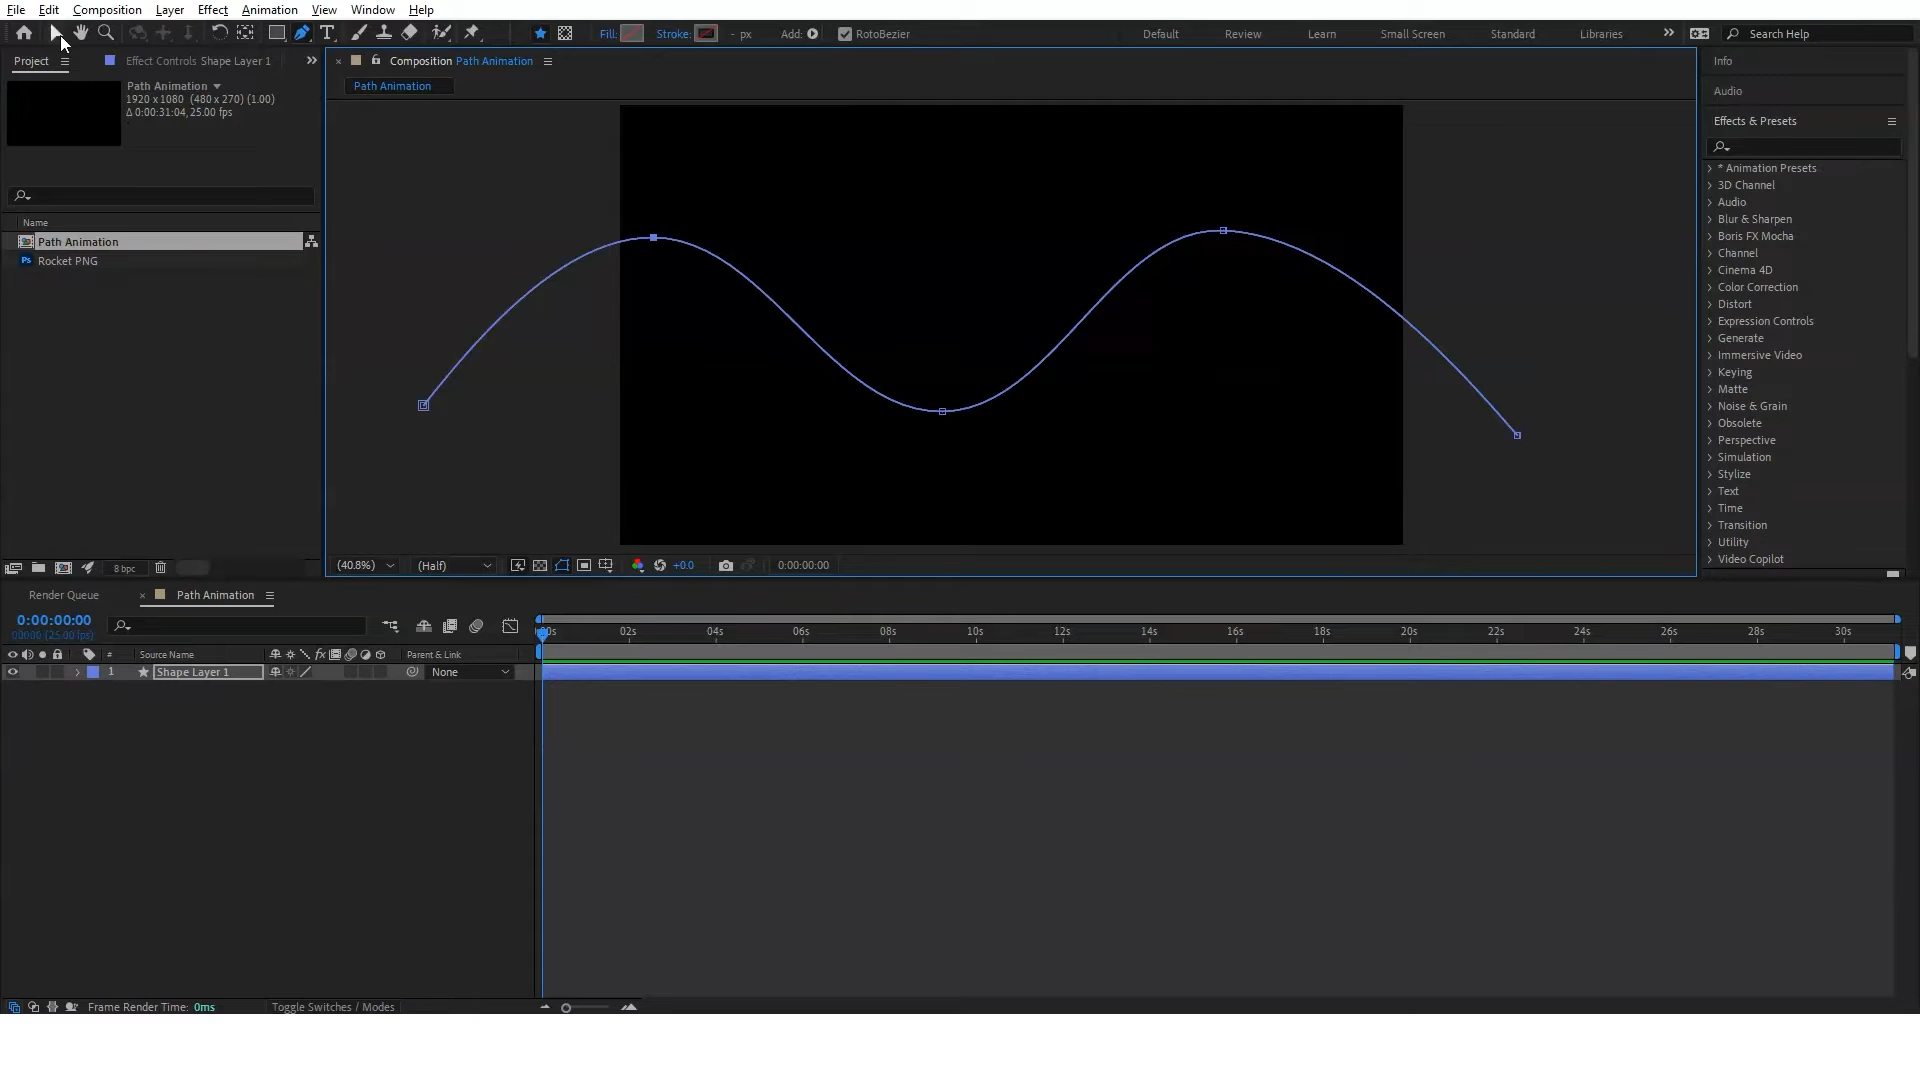 File Edit Composition Layer Effect Animation View Window Help
Fill: Stroke: - px Add: RotoBezier Default Review Learn Small Screen Standard Libraries Search Help
Project Effect Controls Shape Layer 1 Composition Path Animation Info
Path Animation
1920 x 1080 (480 x 270) (1.00)
Δ 0:00:31:04, 25.00 fps
Path Animation
Audio
Effects & Presets
Name
Path Animation
Ps Rocket PNG
* Animation Presets
3D Channel
Audio
Blur & Sharpen
Boris FX Mocha
Channel
Cinema 4D
Color Correction
Distort
Expression Controls
Generate
Immersive Video
Keying
Matte
Noise & Grain
Obsolete
Perspective
Simulation
Stylize
Text
Time
Transition
Utility
Video Copilot
8 bpc
(40.8%) (Half) +0.0 0:00:00:00
Render Queue Path Animation
0:00:00:00
00000 (25.00 fps)
02s 04s 06s 08s 10s 12s 14s 16s 18s 20s 22s 24s 26s 28s 30s
# Source Name fx Parent & Link
1 Shape Layer 1 None
Frame Render Time: 0ms Toggle Switches / Modes